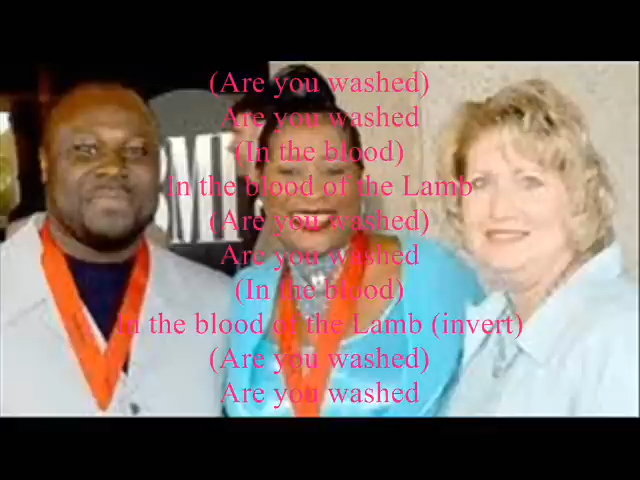 (Are you washed)
Are you washed
(In the blood)
In the blood of the Lamb
(Are you washed)
Are you washed
(In the blood)
In the blood of the Lamb (invert)
(Are you washed)
Are you washed
BMI